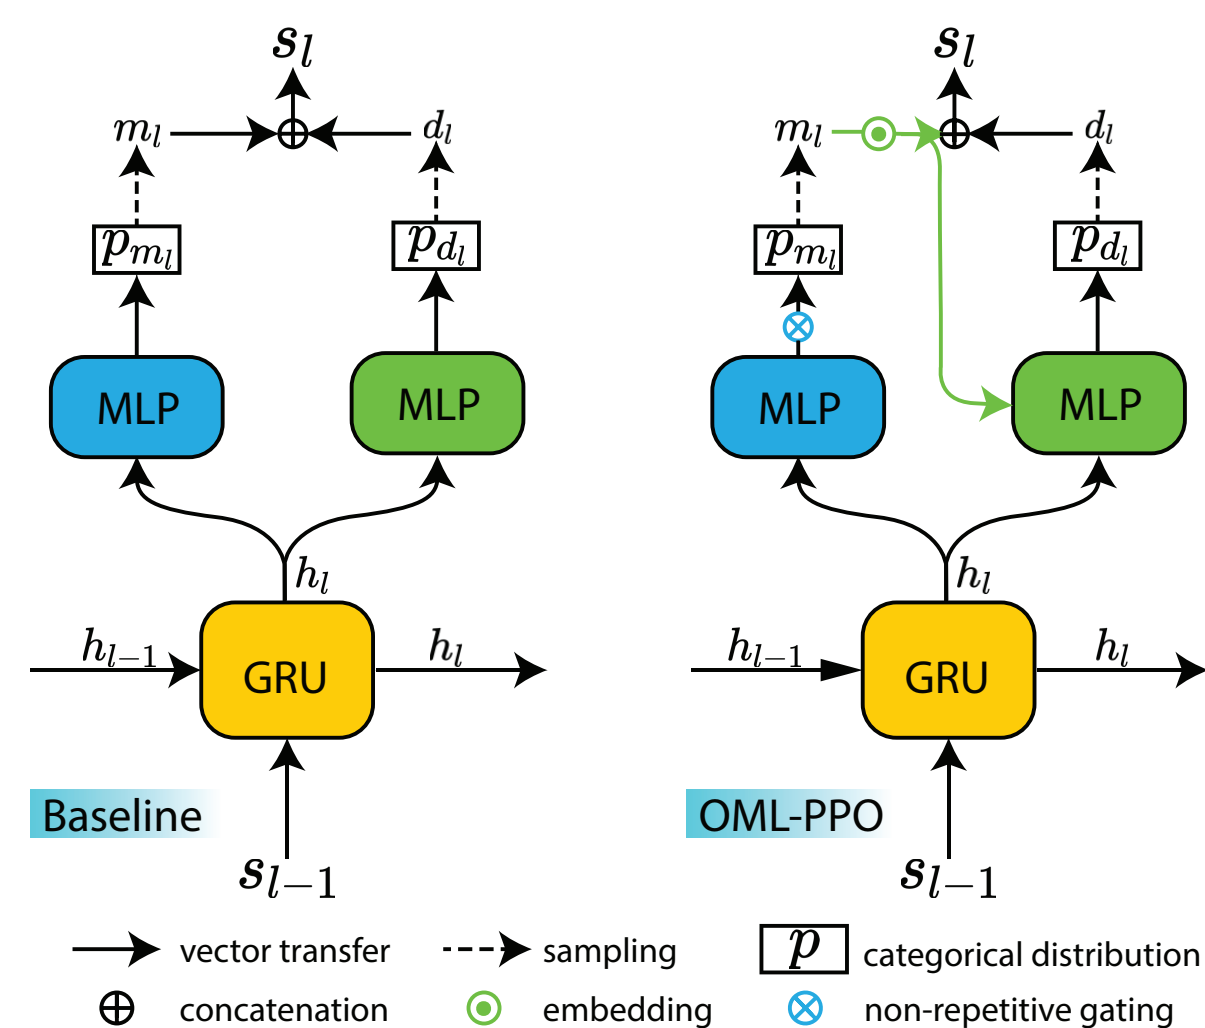 s_l s_l
m_l d_l m_l d_l
p_{m_l} p_{d_l} p_{m_l} p_{d_l}
MLP MLP MLP MLP
h_l h_l
h_{l−1} h_l h_{l−1} h_l
GRU GRU
Baseline OML-PPO
s_{l−1} s_{l−1}
vector transfer sampling p categorical distribution
concatenation embedding non-repetitive gating